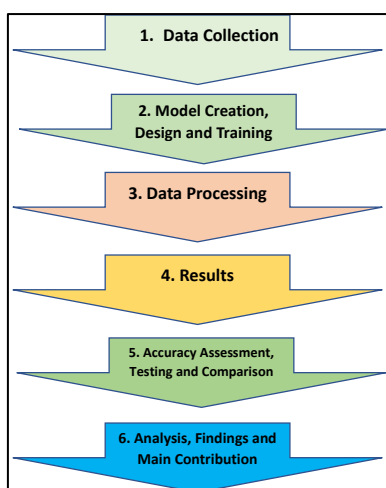 1. Data Collection
2. Model Creation,
Design and Training
3. Data Processing
4. Results
5. Accuracy Assessment,
Testing and Comparison
6. Analysis, Findings and
Main Contribution